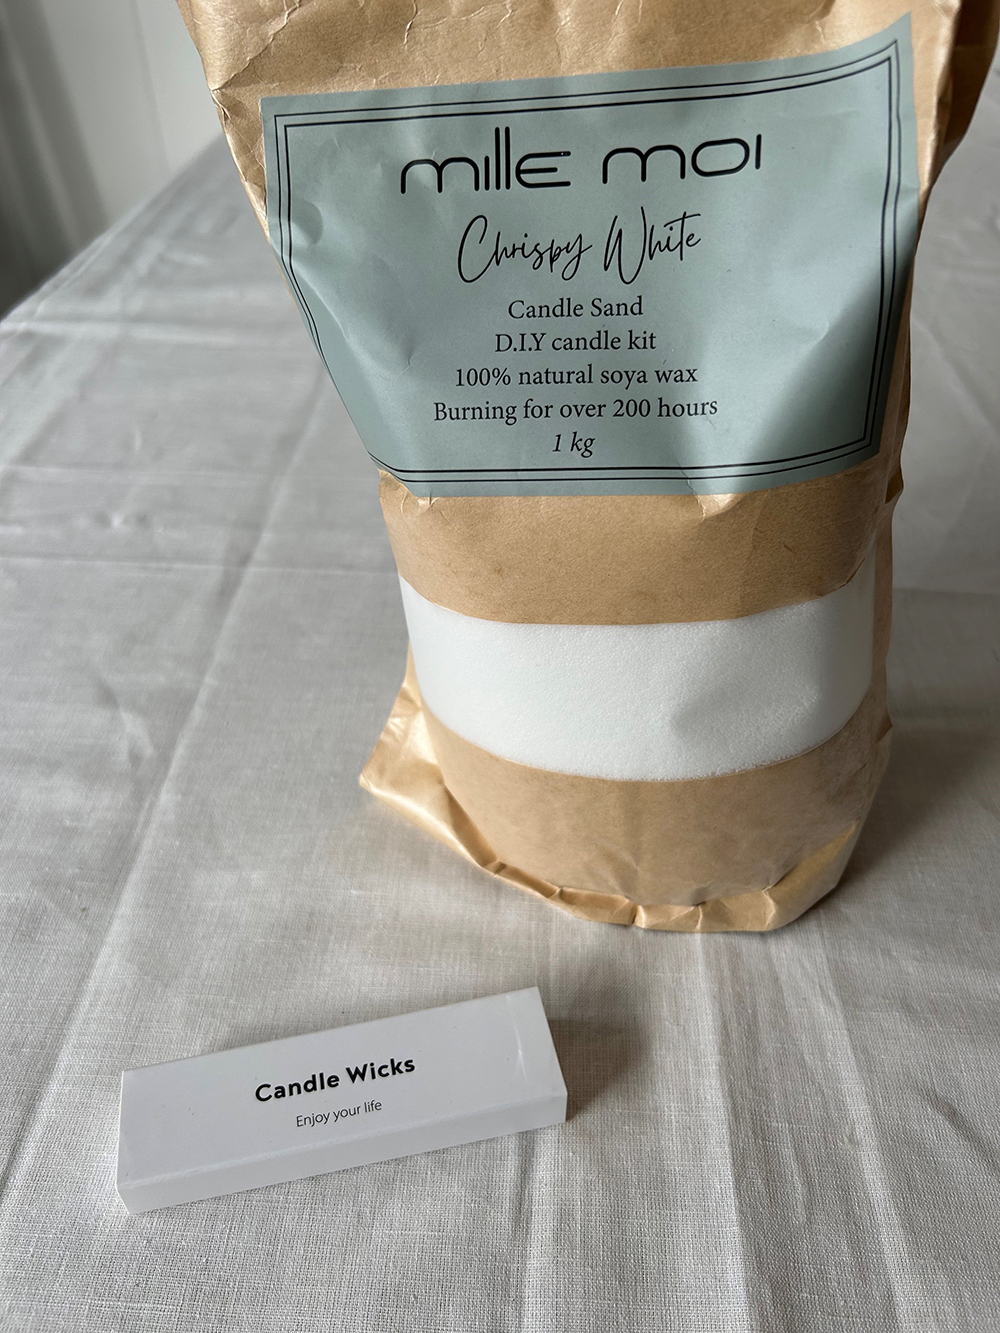 mille moi
Chrispy White
Candle Sand
D.I.Y candle kit
100% natural soya wax
Burning for over 200 hours
1 kg
Candle Wicks
Enjoy your life